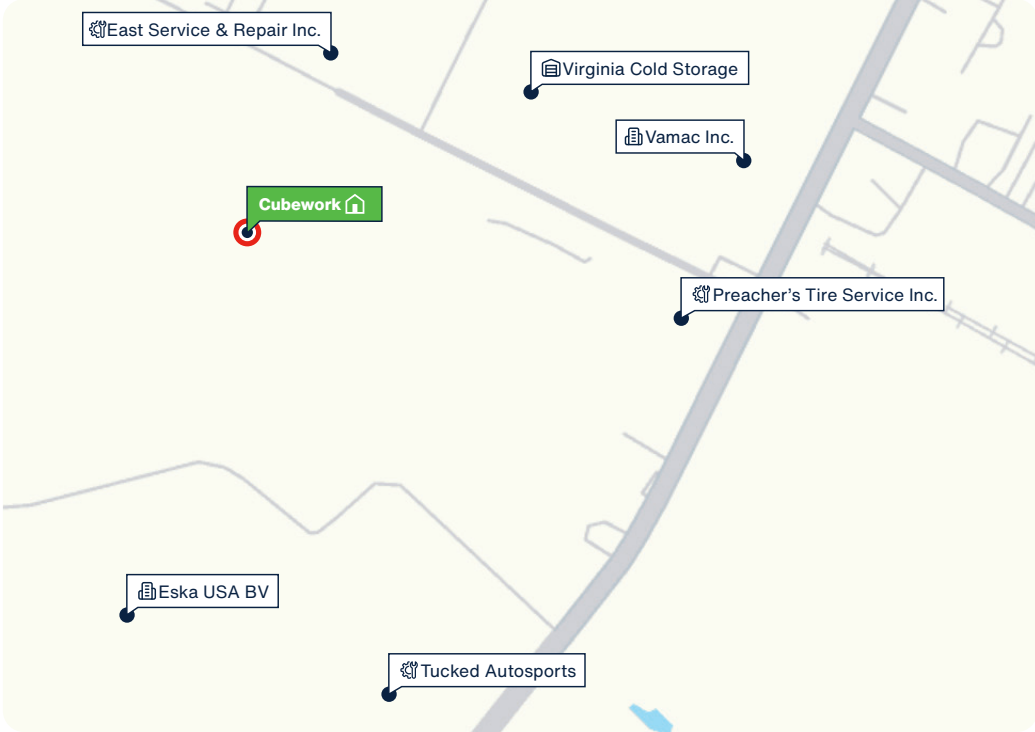 East Service & Repair Inc.
Virginia Cold Storage
Vamac Inc.
Cubework
Preacher’s Tire Service Inc.
Eska USA BV
Tucked Autosports